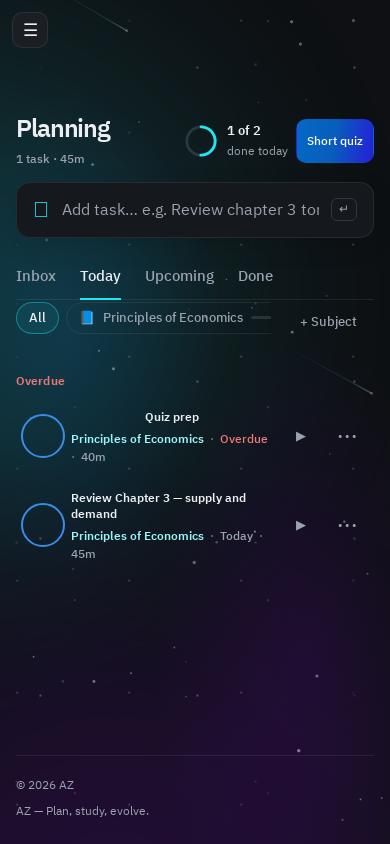 ☰
Planning
1 task · 45m
1 of 2
done today
Short quiz
Add task… e.g. Review chapter 3 tor
↵
Inbox Today Upcoming Done
All 📘 Principles of Economics
+ Subject
Overdue
Quiz prep
Principles of Economics · Overdue
· 40m
▶ •••
Review Chapter 3 — supply and
demand
Principles of Economics · Today ·
45m
▶ •••
© 2026 AZ
AZ — Plan, study, evolve.